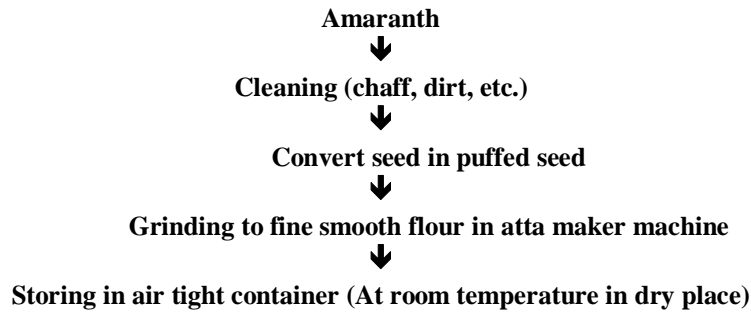 Amaranth
Cleaning (chaff, dirt, etc.)
Convert seed in puffed seed
Grinding to fine smooth flour in atta maker machine
Storing in air tight container (At room temperature in dry place)